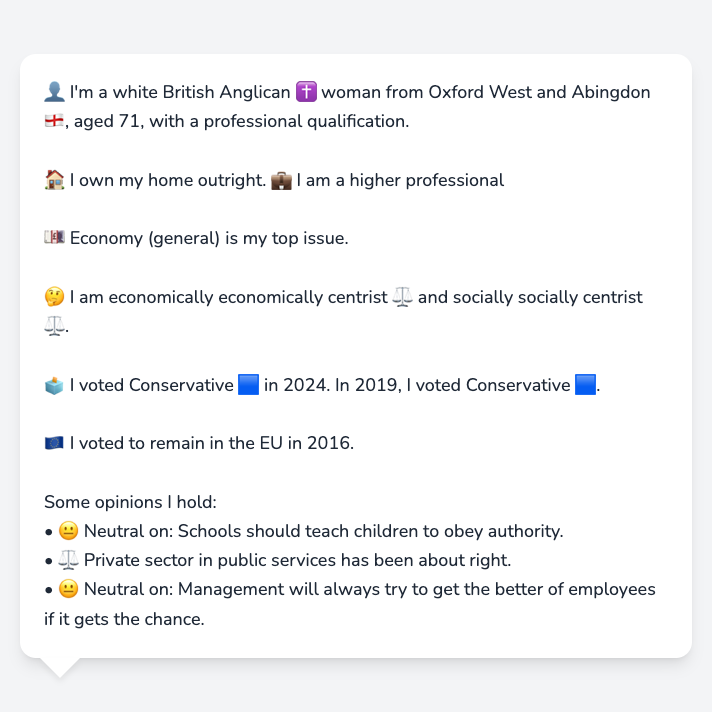 👤 I'm a white British Anglican ✝️ woman from Oxford West and Abingdon
🏴󠁧󠁢󠁥󠁮󠁧󠁿, aged 71, with a professional qualification.
🏠 I own my home outright. 💼 I am a higher professional
💷 Economy (general) is my top issue.
🤔 I am economically economically centrist ⚖️ and socially socially centrist
⚖️.
🗳️ I voted Conservative 🟦 in 2024. In 2019, I voted Conservative 🟦.
🇪🇺 I voted to remain in the EU in 2016.
Some opinions I hold:
• 😐 Neutral on: Schools should teach children to obey authority.
• ⚖️ Private sector in public services has been about right.
• 😐 Neutral on: Management will always try to get the better of employees
if it gets the chance.